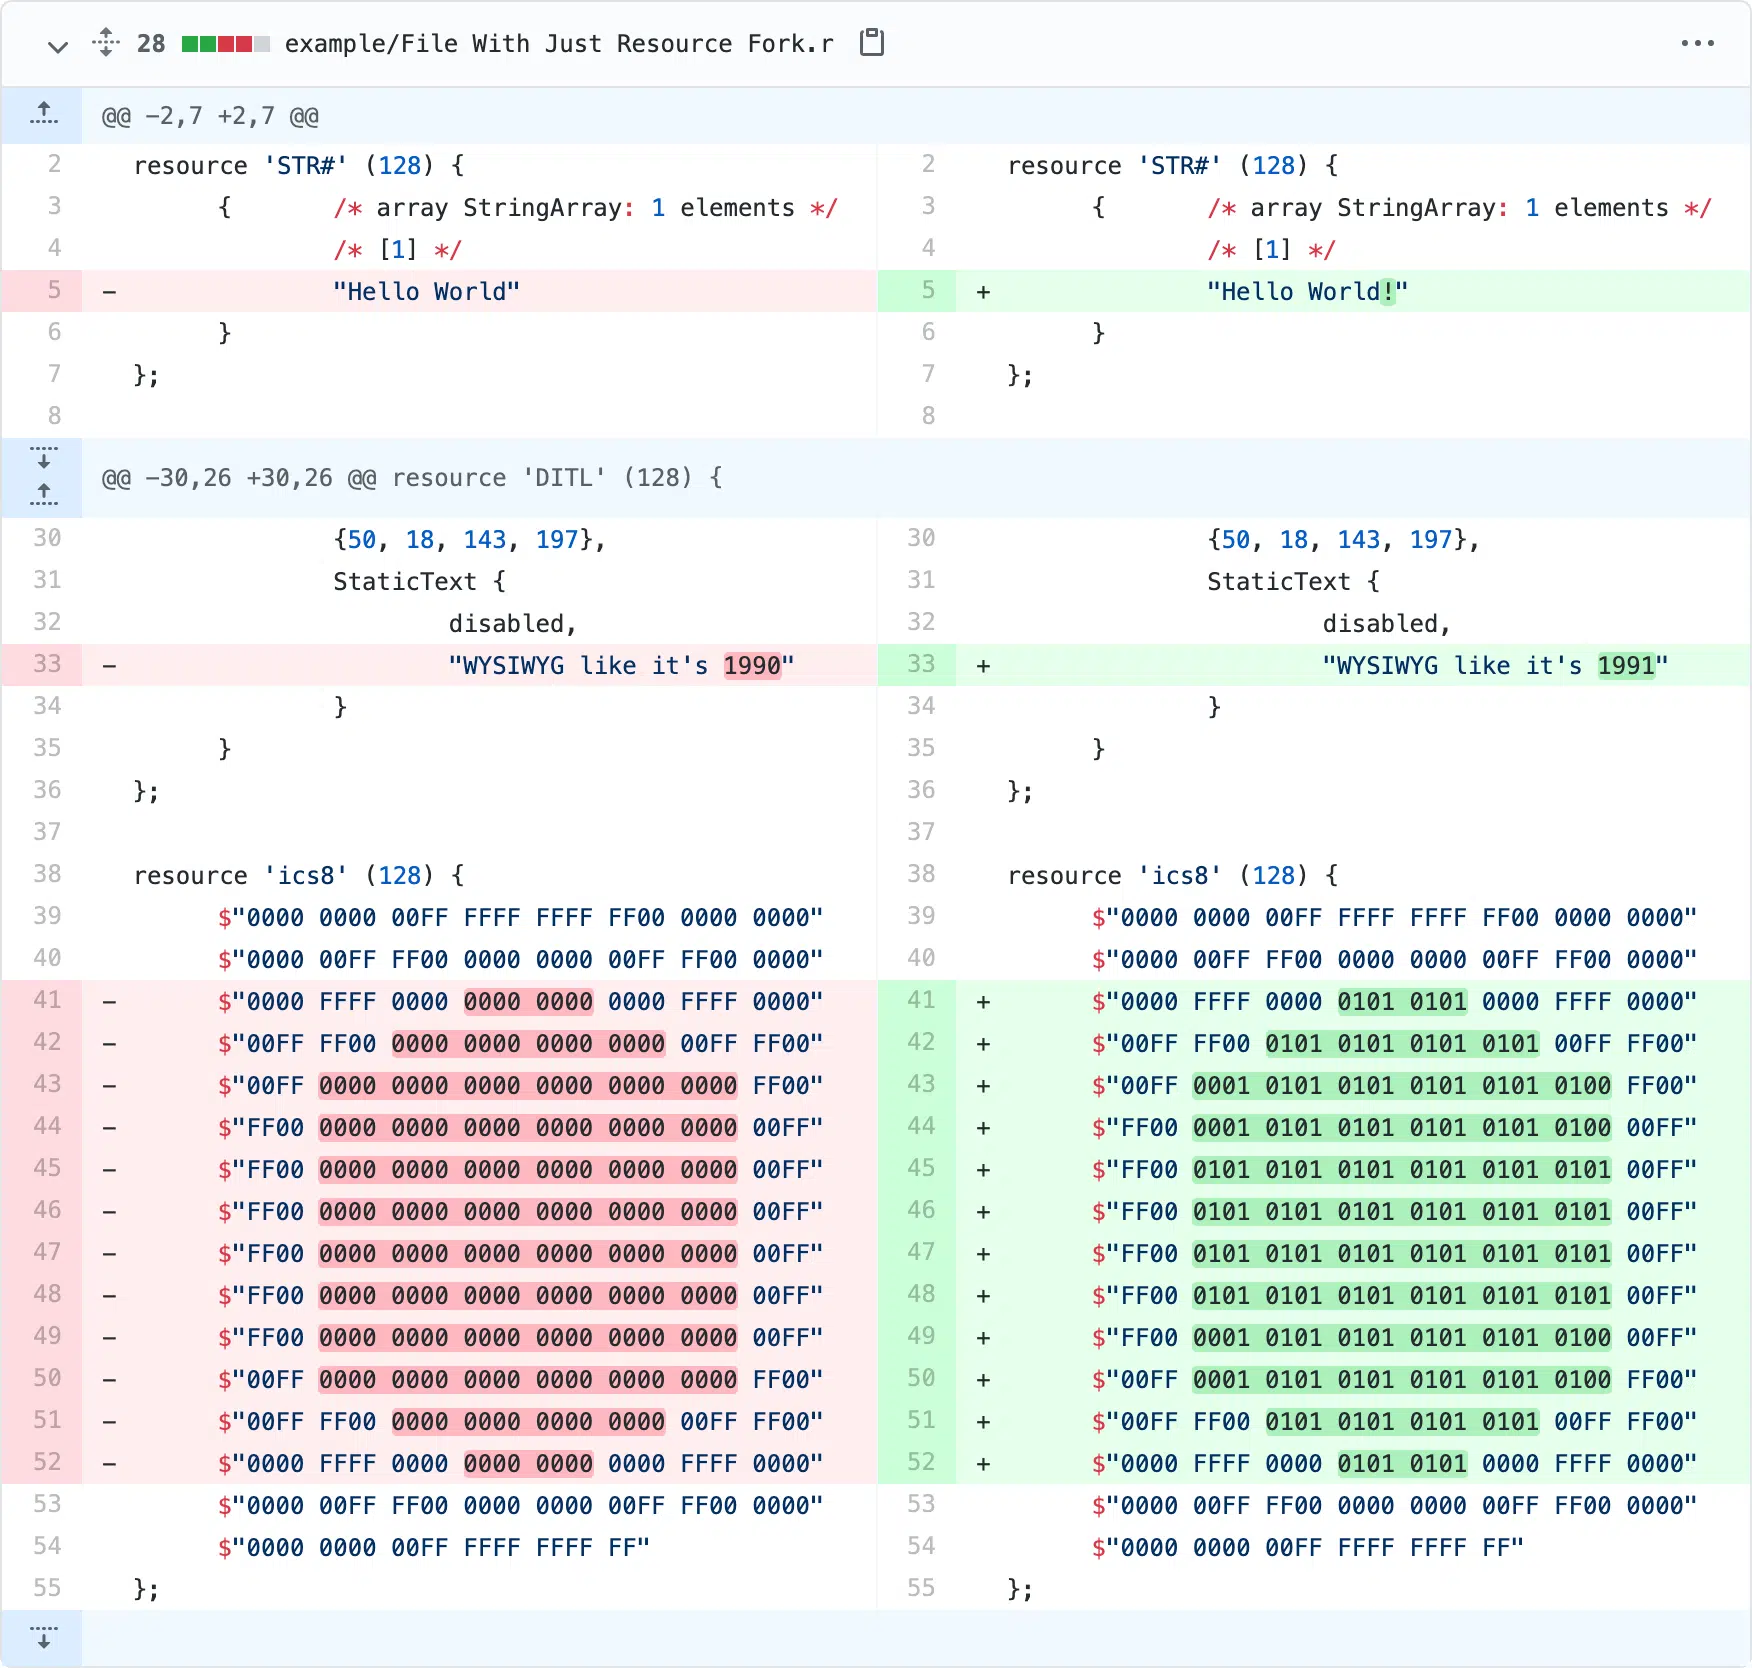 28 example/File With Just Resource Fork.r
@@ -2,7 +2,7 @@
2 resource 'STR#' (128) { 2 resource 'STR#' (128) {
3 { /* array StringArray: 1 elements */ 3 { /* array StringArray: 1 elements */
4 /* [1] */ 4 /* [1] */
5 - "Hello World" 5 + "Hello World!"
6 } 6 }
7 }; 7 };
8 8
@@ -30,26 +30,26 @@ resource 'DITL' (128) {
30 {50, 18, 143, 197}, 30 {50, 18, 143, 197},
31 StaticText { 31 StaticText {
32 disabled, 32 disabled,
33 - "WYSIWYG like it's 1990" 33 + "WYSIWYG like it's 1991"
34 } 34 }
35 } 35 }
36 }; 36 };
37 37
38 resource 'ics8' (128) { 38 resource 'ics8' (128) {
39 $"0000 0000 00FF FFFF FFFF FF00 0000 0000" 39 $"0000 0000 00FF FFFF FFFF FF00 0000 0000"
40 $"0000 00FF FF00 0000 0000 00FF FF00 0000" 40 $"0000 00FF FF00 0000 0000 00FF FF00 0000"
41 - $"0000 FFFF 0000 0000 0000 0000 FFFF 0000" 41 + $"0000 FFFF 0000 0101 0101 0000 FFFF 0000"
42 - $"00FF FF00 0000 0000 0000 0000 00FF FF00" 42 + $"00FF FF00 0101 0101 0101 0101 00FF FF00"
43 - $"00FF 0000 0000 0000 0000 0000 0000 FF00" 43 + $"00FF 0001 0101 0101 0101 0101 0100 FF00"
44 - $"FF00 0000 0000 0000 0000 0000 0000 00FF" 44 + $"FF00 0001 0101 0101 0101 0101 0100 00FF"
45 - $"FF00 0000 0000 0000 0000 0000 0000 00FF" 45 + $"FF00 0101 0101 0101 0101 0101 0101 00FF"
46 - $"FF00 0000 0000 0000 0000 0000 0000 00FF" 46 + $"FF00 0101 0101 0101 0101 0101 0101 00FF"
47 - $"FF00 0000 0000 0000 0000 0000 0000 00FF" 47 + $"FF00 0101 0101 0101 0101 0101 0101 00FF"
48 - $"FF00 0000 0000 0000 0000 0000 0000 00FF" 48 + $"FF00 0101 0101 0101 0101 0101 0101 00FF"
49 - $"FF00 0000 0000 0000 0000 0000 0000 00FF" 49 + $"FF00 0001 0101 0101 0101 0101 0100 00FF"
50 - $"00FF 0000 0000 0000 0000 0000 0000 FF00" 50 + $"00FF 0001 0101 0101 0101 0101 0100 FF00"
51 - $"00FF FF00 0000 0000 0000 0000 00FF FF00" 51 + $"00FF FF00 0101 0101 0101 0101 00FF FF00"
52 - $"0000 FFFF 0000 0000 0000 0000 FFFF 0000" 52 + $"0000 FFFF 0000 0101 0101 0000 FFFF 0000"
53 $"0000 00FF FF00 0000 0000 00FF FF00 0000" 53 $"0000 00FF FF00 0000 0000 00FF FF00 0000"
54 $"0000 0000 00FF FFFF FFFF FF" 54 $"0000 0000 00FF FFFF FFFF FF"
55 }; 55 };